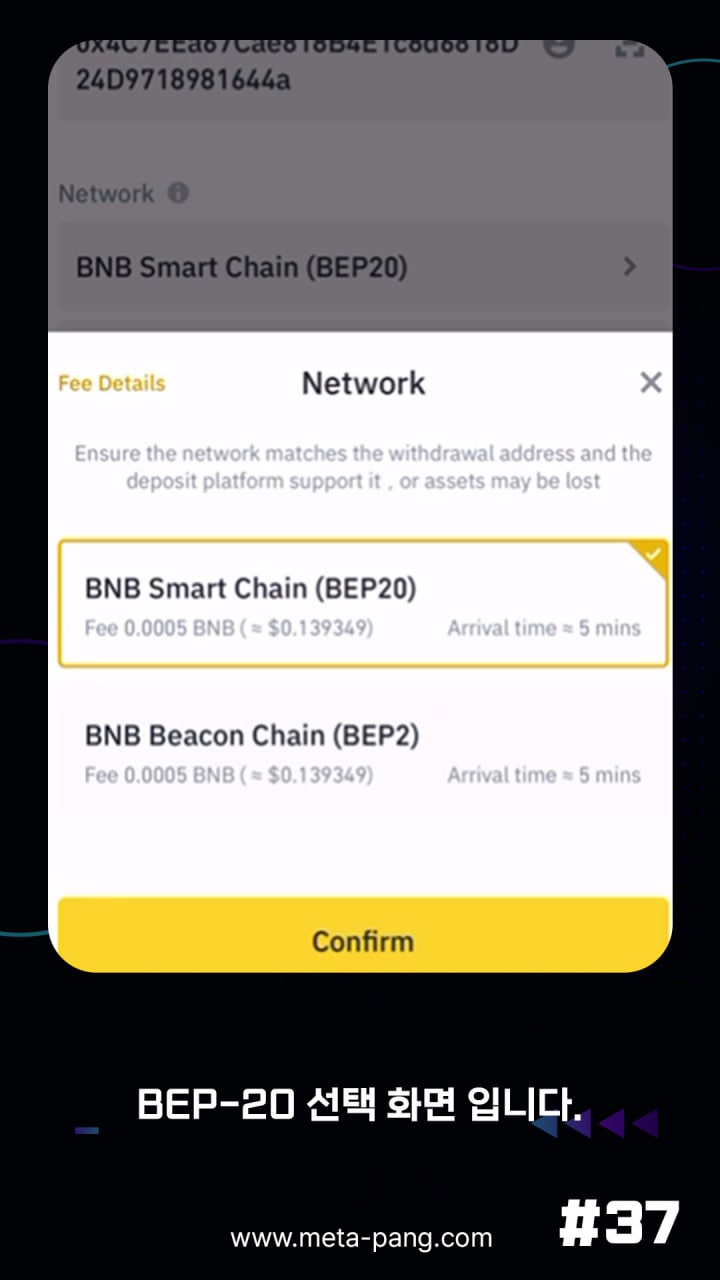 24D9718981644a
Network
BNB Smart Chain (BEP20)
Fee Details
Network
Ensure the network matches the withdrawal address and the
deposit platform support it , or assets may be lost
BNB Smart Chain (BEP20)
Fee 0.0005 BNB ( ≈ $0.139349)
Arrival time ≈ 5 mins
BNB Beacon Chain (BEP2)
Fee 0.0005 BNB ( ≈ $0.139349)
Arrival time ≈ 5 mins
Confirm
BEP-20 선택 화면 입니다.
#37
www.meta-pang.com